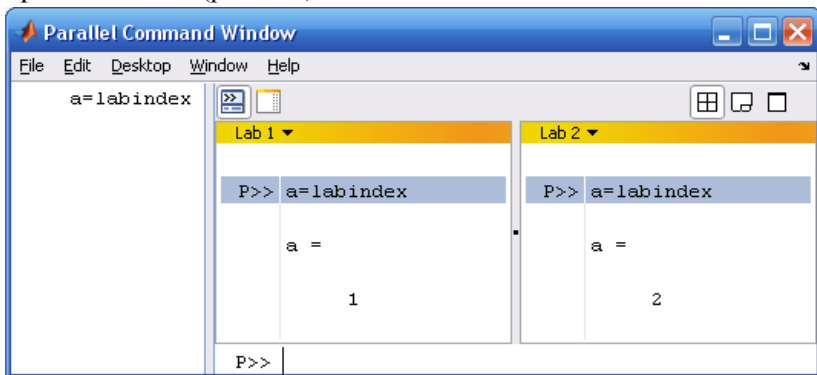 Parallel Command Window
File Edit Desktop Window Help
a=labindex
Lab 1
P>> a=labindex
a =
1
Lab 2
P>> a=labindex
a =
2
P>>